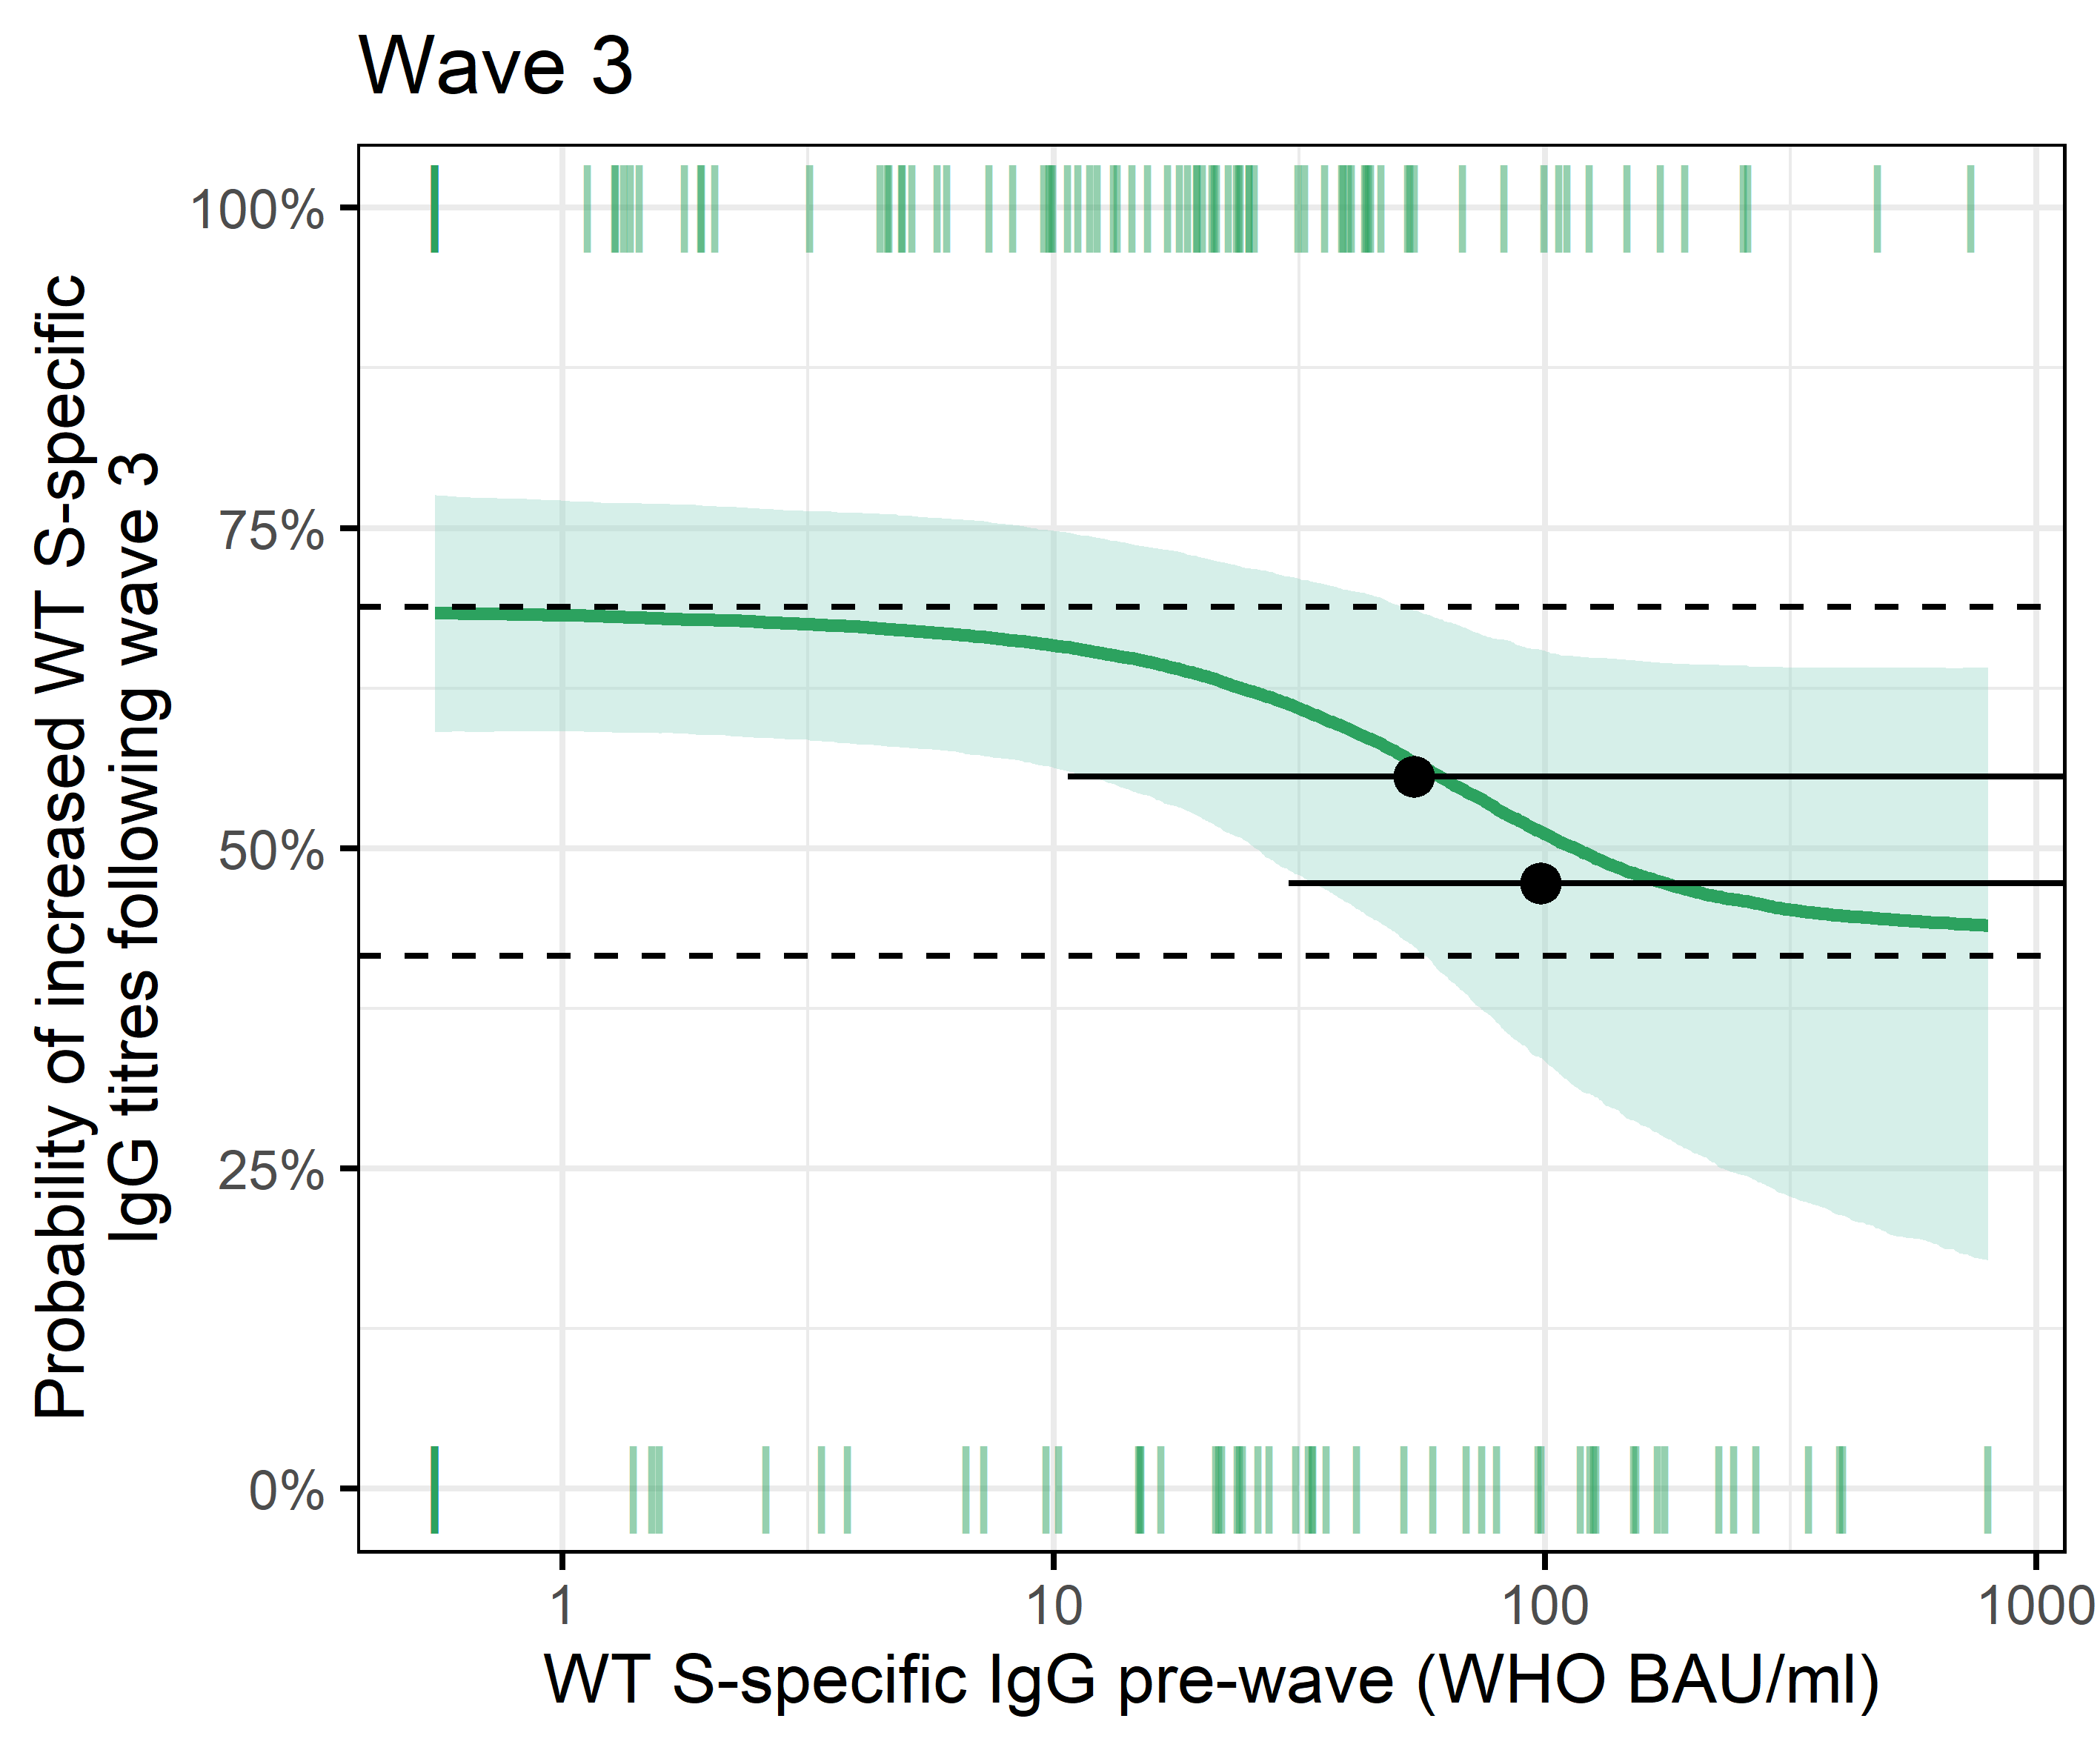 Wave 3
Probability of increased WT S-specific
IgG titres following wave 3
100%
75%
50%
25%
0%
1
10
100
1000
WT S-specific IgG pre-wave (WHO BAU/ml)